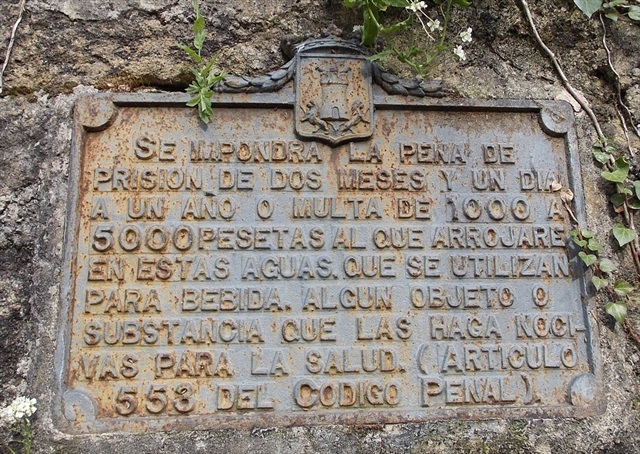 SE IMPONDRA LA PENA DE
PRISION DE DOS MESES Y UN DIA
A UN AÑO O MULTA DE 1000 A
5000 PESETAS AL QUE ARROJARE
EN ESTAS AGUAS. QUE SE UTILIZAN
PARA BEBIDA. ALGUN OBJETO O
SUBSTANCIA QUE LAS HAGA NOCI-
VAS PARA LA SALUD. (ARTICULO
553 DEL CODIGO PENAL).